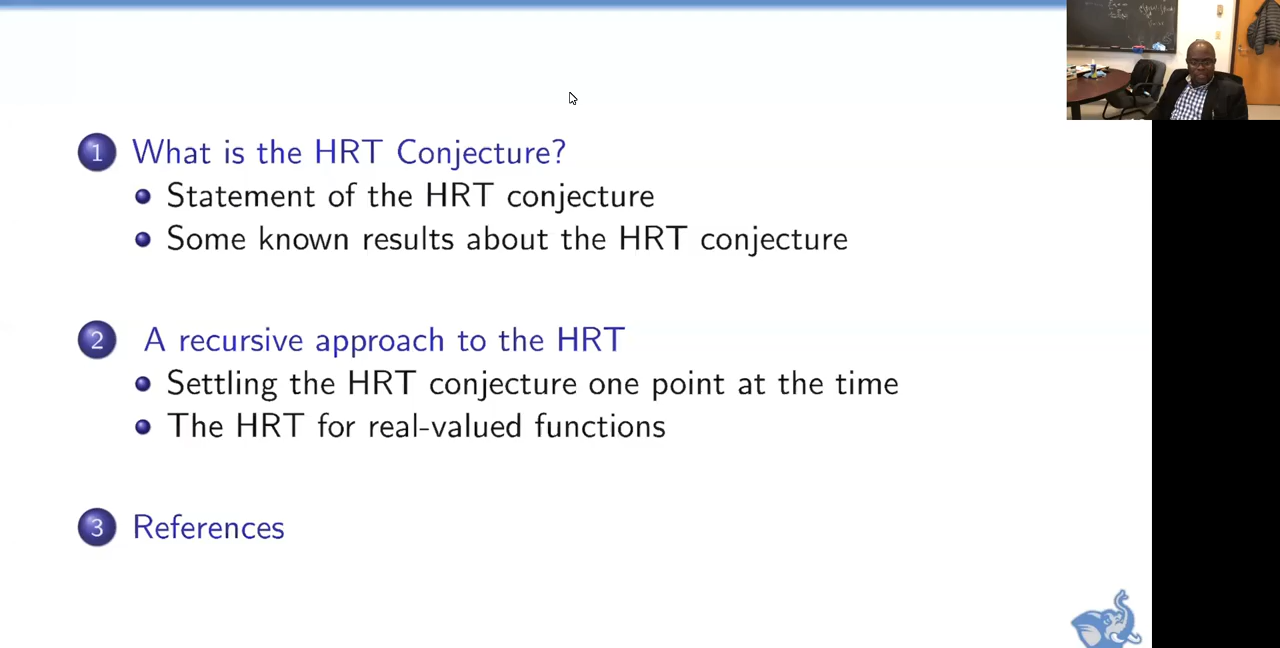 1 What is the HRT Conjecture?
Statement of the HRT conjecture
Some known results about the HRT conjecture
2 A recursive approach to the HRT
Settling the HRT conjecture one point at the time
The HRT for real-valued functions
3 References